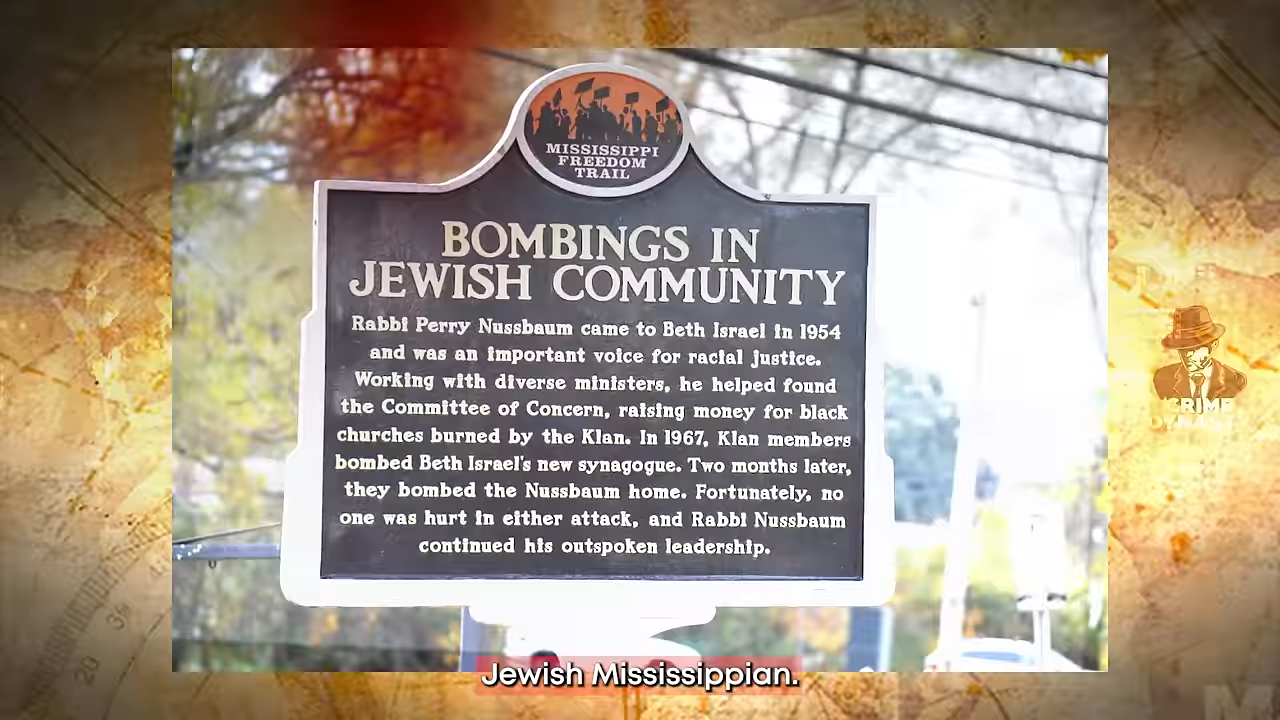 MISSISSIPPI
FREEDOM
TRAIL
BOMBINGS IN
JEWISH COMMUNITY
Rabbi Perry Nussbaum came to Beth Israel in 1954
and was an important voice for racial justice.
Working with diverse ministers, he helped found
the Committee of Concern, raising money for black
churches burned by the Klan. In 1967, Klan members
bombed Beth Israel's new synagogue. Two months later,
they bombed the Nussbaum home. Fortunately, no
one was hurt in either attack, and Rabbi Nussbaum
continued his outspoken leadership.
CRIME
DYNASTY
Jewish Mississippian.
20
M